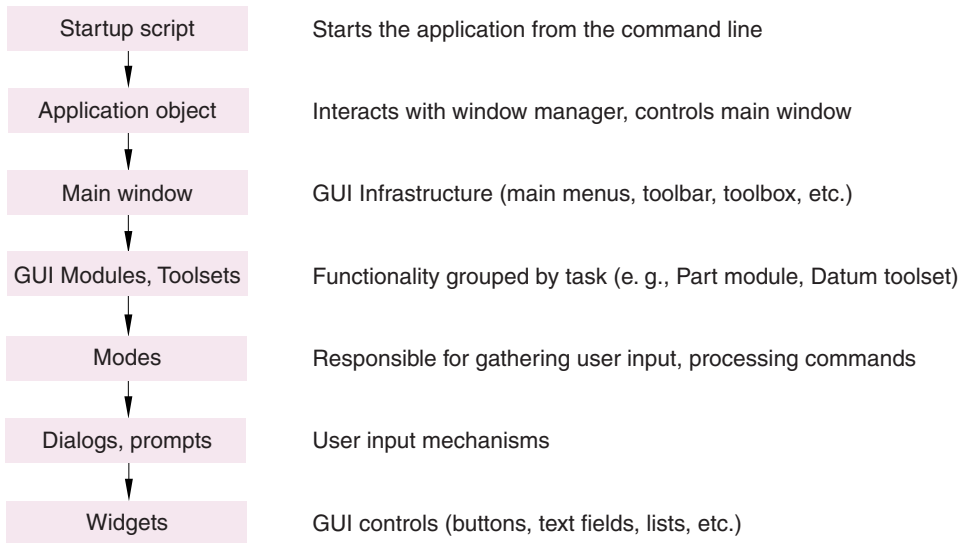 Startup script Starts the application from the command line
Application object Interacts with window manager, controls main window
Main window GUI Infrastructure (main menus, toolbar, toolbox, etc.)
GUI Modules, Toolsets Functionality grouped by task (e. g., Part module, Datum toolset)
Modes Responsible for gathering user input, processing commands
Dialogs, prompts User input mechanisms
Widgets GUI controls (buttons, text fields, lists, etc.)